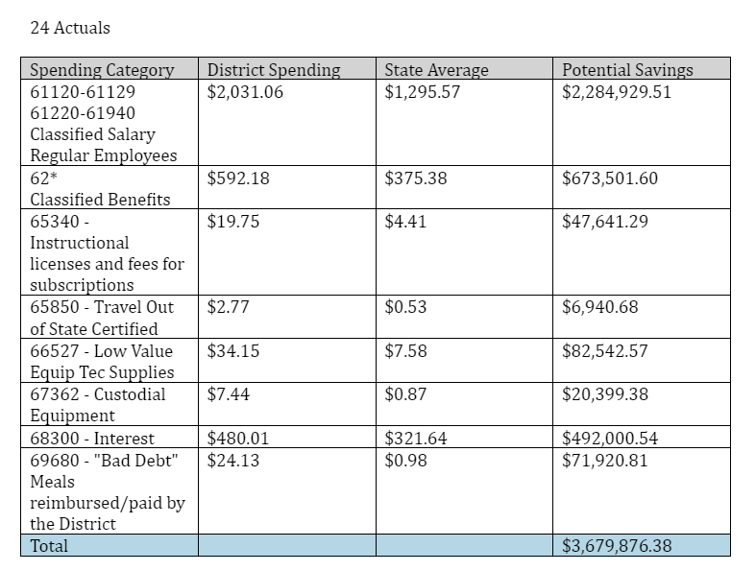 24 Actuals
Spending Category District Spending State Average Potential Savings
61120-61129 $2,031.06 $1,295.57 $2,284,929.51
61220-61940
Classified Salary
Regular Employees
62* $592.18 $375.38 $673,501.60
Classified Benefits
65340 - $19.75 $4.41 $47,641.29
Instructional
licenses and fees for
subscriptions
65850 - Travel Out $2.77 $0.53 $6,940.68
of State Certified
66527 - Low Value $34.15 $7.58 $82,542.57
Equip Tec Supplies
67362 - Custodial $7.44 $0.87 $20,399.38
Equipment
68300 - Interest $480.01 $321.64 $492,000.54
69680 - "Bad Debt" $24.13 $0.98 $71,920.81
Meals
reimbursed/paid by
the District
Total $3,679,876.38